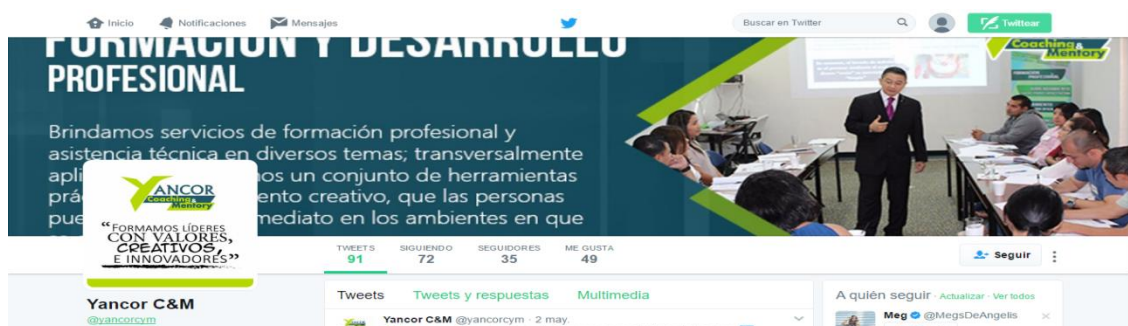 Inicio Notificaciones Mensajes Buscar en Twitter Twittear
FORMACIÓN Y DESARROLLO
PROFESIONAL
Coaching &
Mentory
Brindamos servicios de formación profesional y
asistencia técnica en diversos temas; transversalmente
apli os un conjunto de herramientas
prá ento creativo, que las personas
pue mediato en los ambientes en que
YANCOR
Coaching &
Mentory
“FORMAMOS LÍDERES
CON VALORES,
CREATIVOS,
E INNOVADORES”
TWEETS SIGUIENDO SEGUIDORES ME GUSTA
91 72 35 49
Seguir
Yancor C&M
@yancorcym
Tweets Tweets y respuestas Multimedia
Yancor C&M @yancorcym · 2 may.
A quién seguir · Actualizar · Ver todos
Meg @MegsDeAngelis